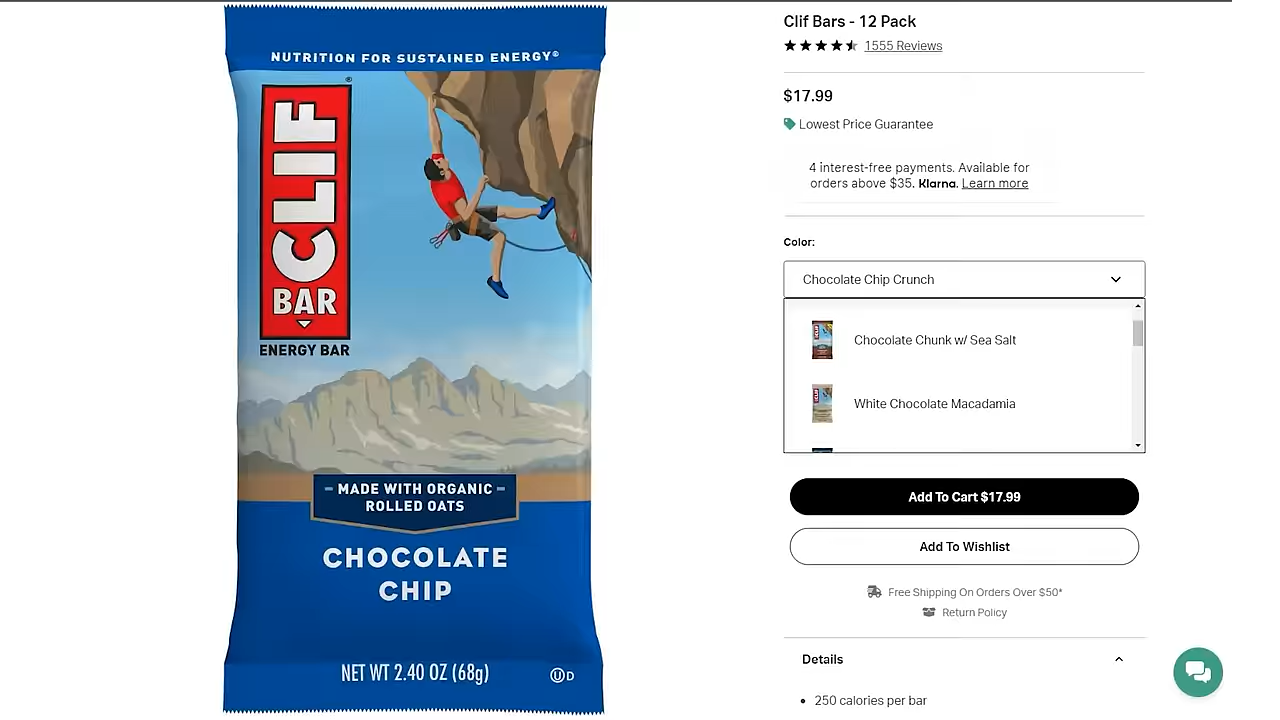 NUTRITION FOR SUSTAINED ENERGY®
CLIF
BAR
®
ENERGY BAR
- MADE WITH ORGANIC -
ROLLED OATS
CHOCOLATE
CHIP
NET WT 2.40 OZ (68g)
U D
Clif Bars - 12 Pack
1555 Reviews
$17.99
Lowest Price Guarantee
4 interest-free payments. Available for
orders above $35. Klarna. Learn more
Color:
Chocolate Chip Crunch
Chocolate Chunk w/ Sea Salt
White Chocolate Macadamia
Add To Cart $17.99
Add To Wishlist
Free Shipping On Orders Over $50*
Return Policy
Details
• 250 calories per bar